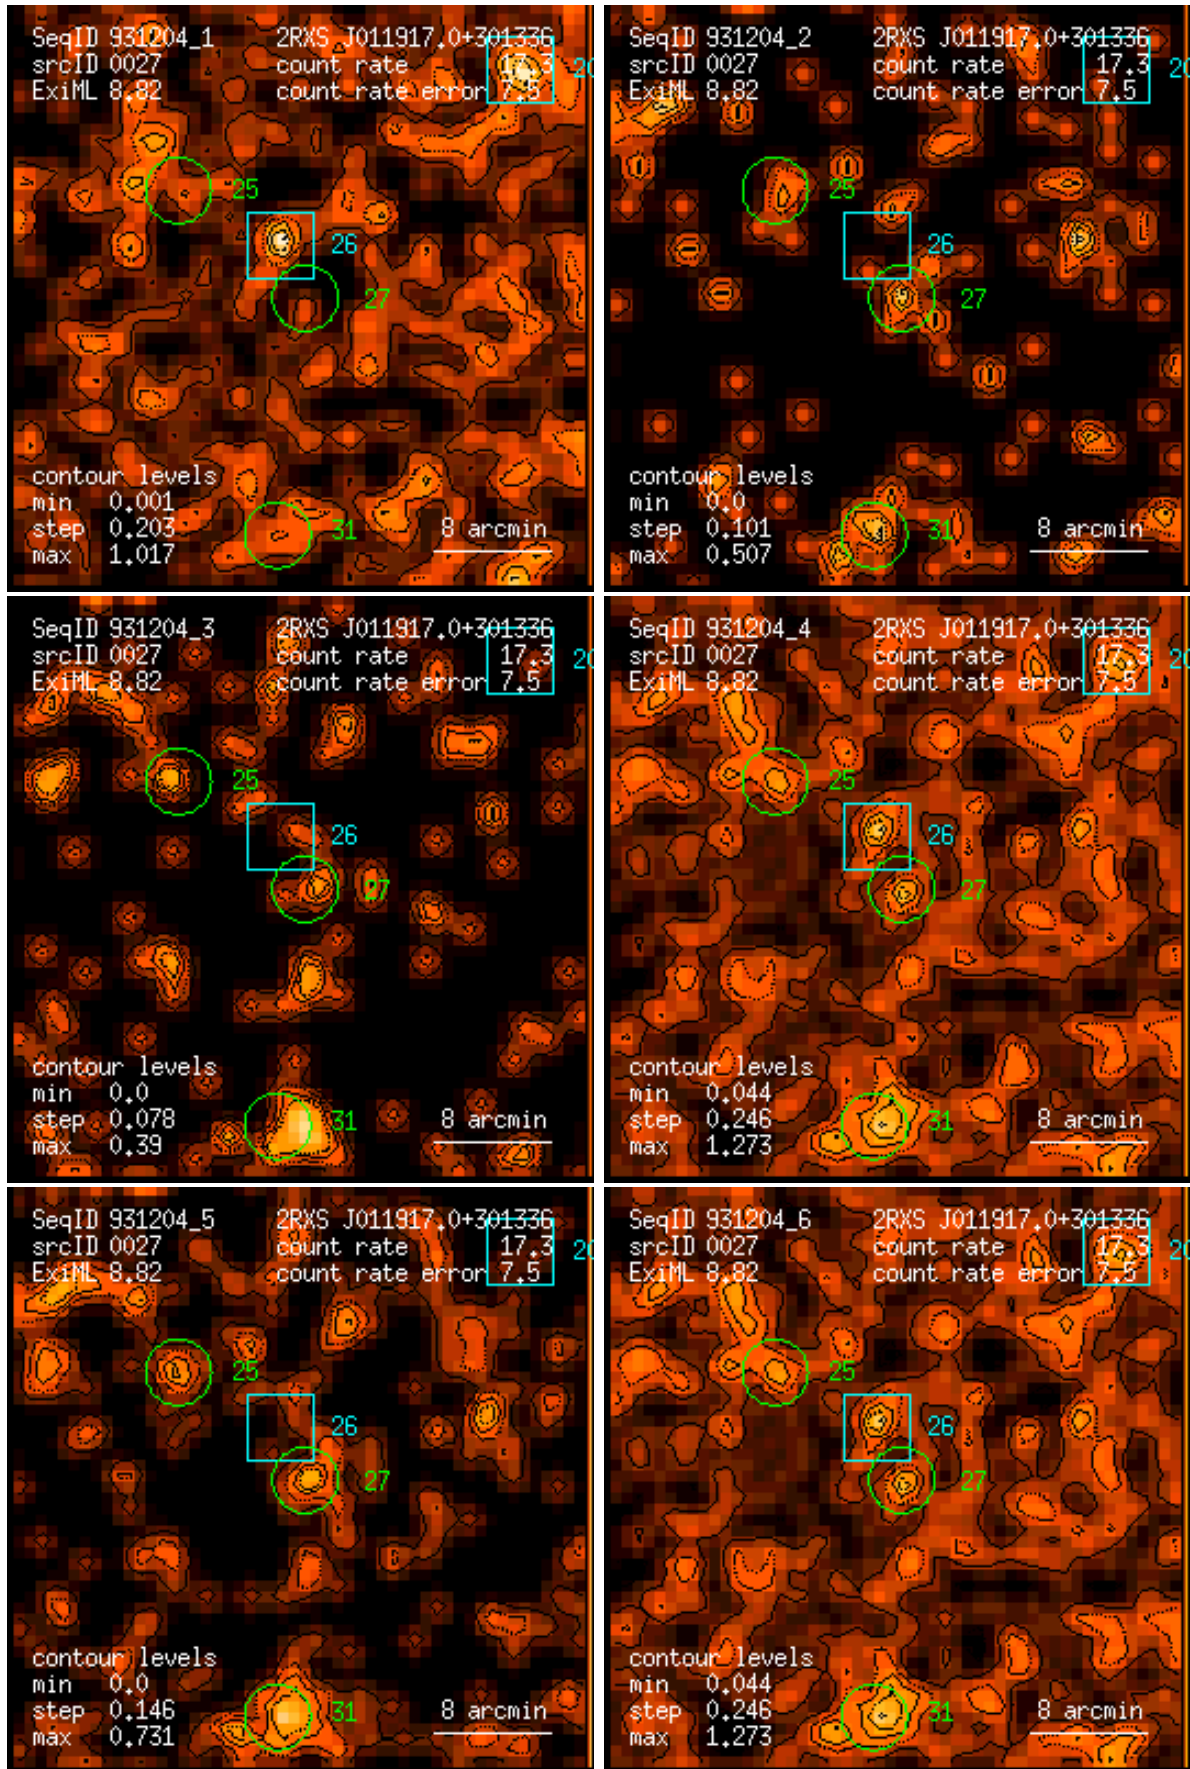 SeqID 931204_1 2RXS J011917.0+301336
srcID 0027 count rate 17.3 20
ExiML 8.82 count rate error 7.5
25
26
27
contour levels
min 0.001
step 0.203 31 8 arcmin
max 1.017
SeqID 931204_2 2RXS J011917.0+301336
srcID 0027 count rate 17.3 20
ExiML 8.82 count rate error 7.5
25
26
27
contour levels
min 0.0
step 0.101 31 8 arcmin
max 0.507
SeqID 931204_3 2RXS J011917.0+301336
srcID 0027 count rate 17.3 20
ExiML 8.82 count rate error 7.5
25
26
27
contour levels
min 0.0
step 0.078 31 8 arcmin
max 0.39
SeqID 931204_4 2RXS J011917.0+301336
srcID 0027 count rate 17.3 20
ExiML 8.82 count rate error 7.5
25
26
27
contour levels
min 0.044
step 0.246 31 8 arcmin
max 1.273
SeqID 931204_5 2RXS J011917.0+301336
srcID 0027 count rate 17.3 20
ExiML 8.82 count rate error 7.5
25
26
27
contour levels
min 0.0
step 0.146 31 8 arcmin
max 0.731
SeqID 931204_6 2RXS J011917.0+301336
srcID 0027 count rate 17.3 20
ExiML 8.82 count rate error 7.5
25
26
27
contour levels
min 0.044
step 0.246 31 8 arcmin
max 1.273